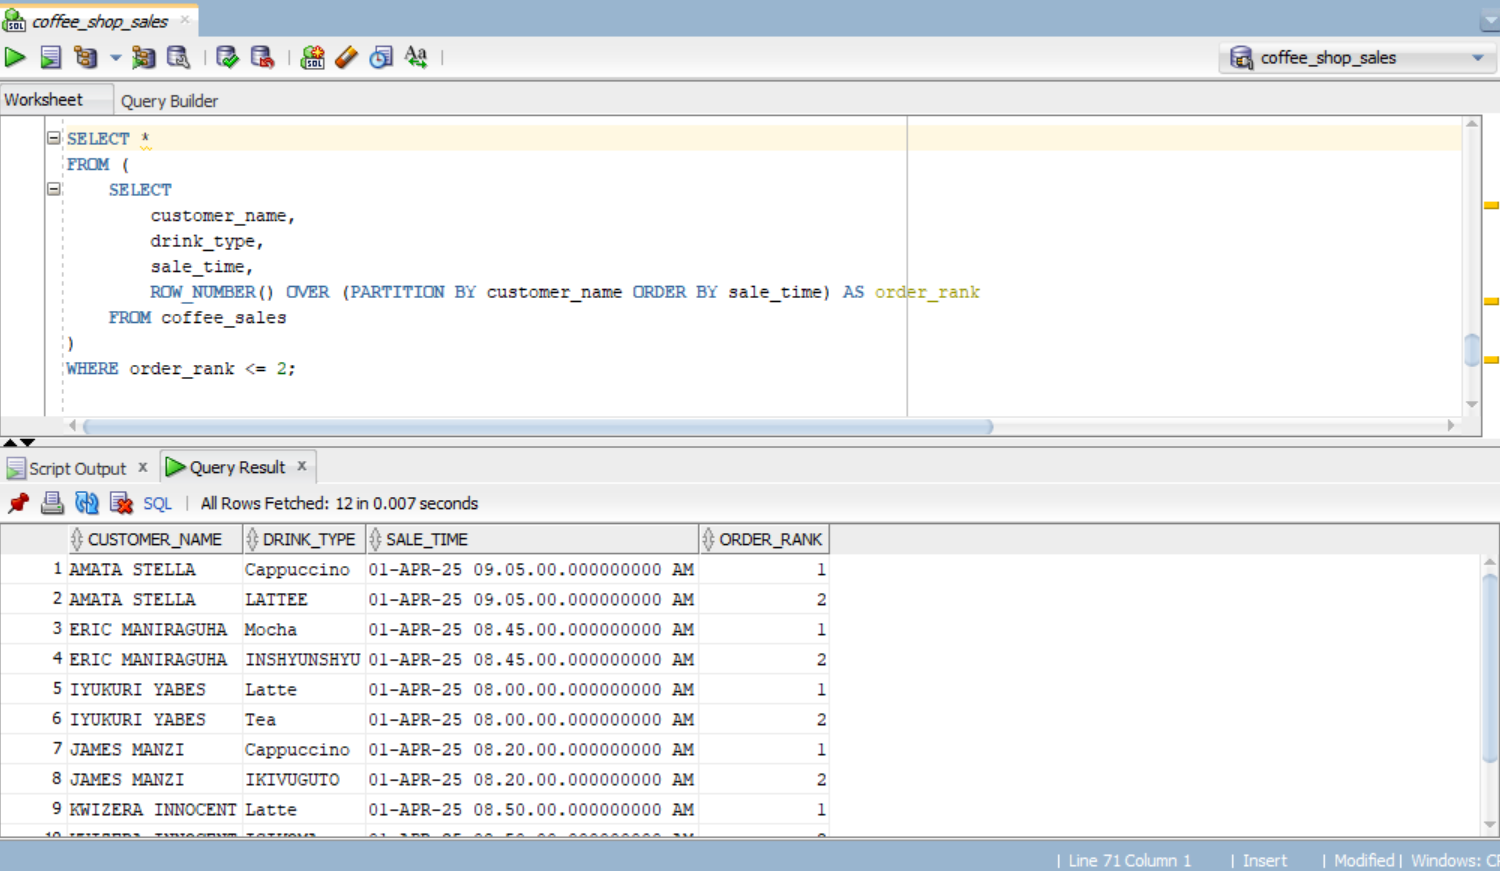 coffee_shop_sales
coffee_shop_sales
Worksheet Query Builder
SELECT *
FROM (
SELECT
customer_name,
drink_type,
sale_time,
ROW_NUMBER() OVER (PARTITION BY customer_name ORDER BY sale_time) AS order_rank
FROM coffee_sales
)
WHERE order_rank <= 2;
Script Output x Query Result x
SQL | All Rows Fetched: 12 in 0.007 seconds
CUSTOMER_NAME DRINK_TYPE SALE_TIME ORDER_RANK
1 AMATA STELLA Cappuccino 01-APR-25 09.05.00.000000000 AM 1
2 AMATA STELLA LATTEE 01-APR-25 09.05.00.000000000 AM 2
3 ERIC MANIRAGUHA Mocha 01-APR-25 08.45.00.000000000 AM 1
4 ERIC MANIRAGUHA INSHYUNSHYU 01-APR-25 08.45.00.000000000 AM 2
5 IYUKURI YABES Latte 01-APR-25 08.00.00.000000000 AM 1
6 IYUKURI YABES Tea 01-APR-25 08.00.00.000000000 AM 2
7 JAMES MANZI Cappuccino 01-APR-25 08.20.00.000000000 AM 1
8 JAMES MANZI IKIVUGUTO 01-APR-25 08.20.00.000000000 AM 2
9 KWIZERA INNOCENT Latte 01-APR-25 08.50.00.000000000 AM 1
| Line 71 Column 1 | Insert | Modified | Windows: